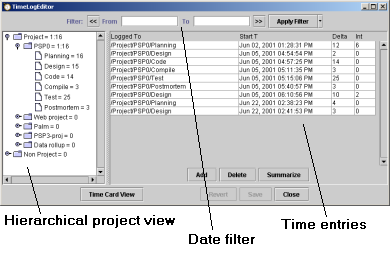 TimeLogEditor
Filter: << From To >> Apply Filter
Project = 1:16
PSP0 = 1:16
Planning = 16
Design = 15
Code = 14
Compile = 3
Test = 25
Postmortem = 3
Web project = 0
Palm = 0
PSP3-proj = 0
Data rollup = 0
Non Project = 0
Logged To Start T Delta Int
/Project/PSP0/Planning Jun 02, 2001 01:28:31 PM 12 6
/Project/PSP0/Design Jun 05, 2001 04:54:54 PM 2 0
/Project/PSP0/Code Jun 05, 2001 04:57:25 PM 14 0
/Project/PSP0/Compile Jun 05, 2001 05:11:35 PM 3 0
/Project/PSP0/Test Jun 05, 2001 05:15:06 PM 25 0
/Project/PSP0/Postmortem Jun 05, 2001 05:40:57 PM 3 0
/Project/PSP0/Design Jun 05, 2001 06:10:56 PM 10 2
/Project/PSP0/Planning Jun 22, 2001 02:38:23 PM 4 0
/Project/PSP0/Design Jun 22, 2001 02:41:53 PM 3 0
Add Delete Summarize
Time Card View Revert Save Close
Hierarchical project view
Date filter
Time entries